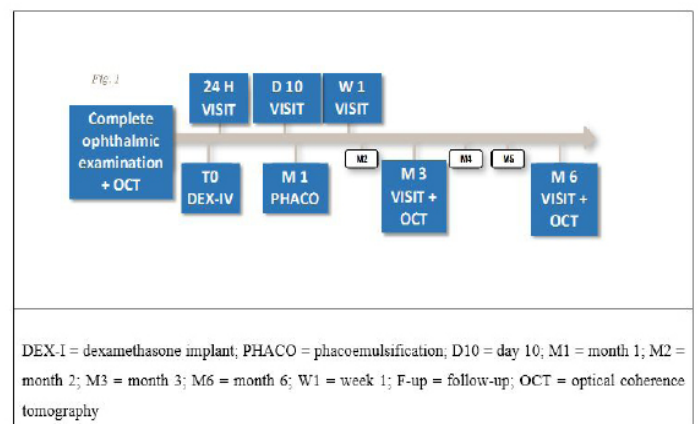 Fig. 1
Complete
ophthalmic
examination
+ OCT
24 H
VISIT
D 10
VISIT
W 1
VISIT
T0
DEX-IV
M 1
PHACO
M2
M 3
VISIT +
OCT
M4
M5
M 6
VISIT +
OCT
DEX-I = dexamethasone implant; PHACO = phacoemulsification; D10 = day 10; M1 = month 1; M2 =
month 2; M3 = month 3; M6 = month 6; W1 = week 1; F-up = follow-up; OCT = optical coherence
tomography